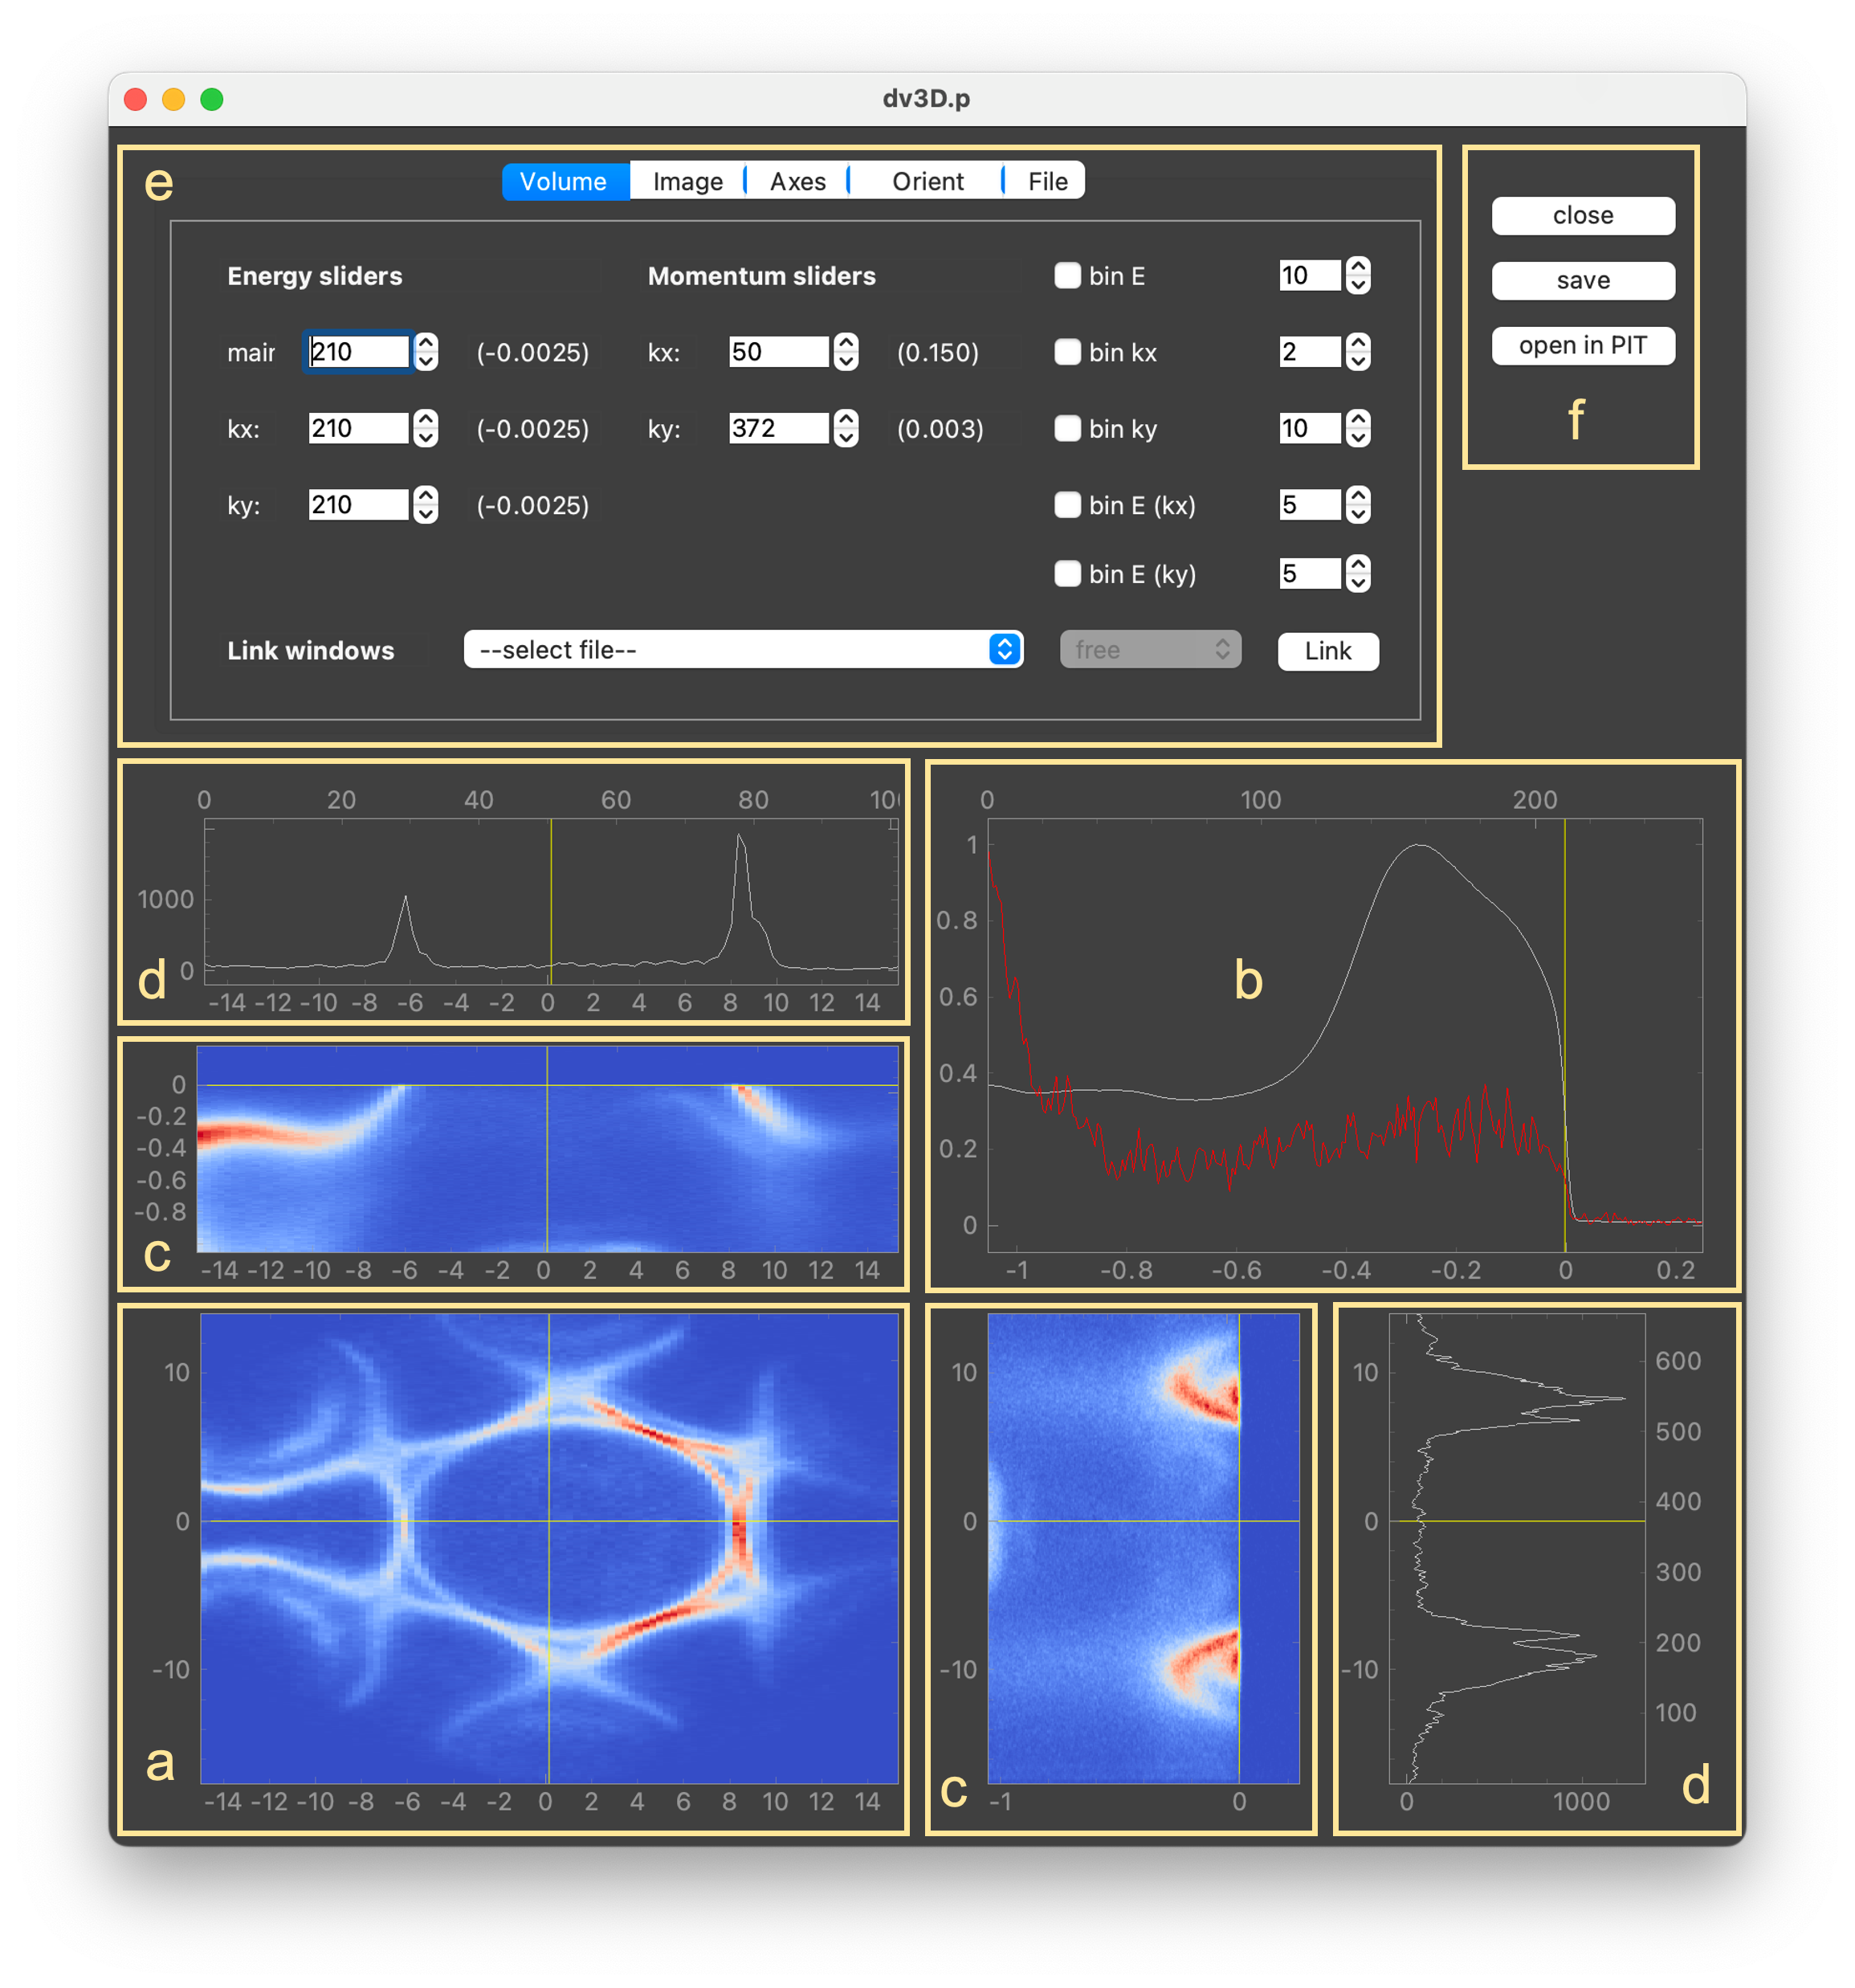 dv3D.p
e
Volume Image Axes Orient File
Energy sliders Momentum sliders bin E 10
mair 210 (-0.0025) kx: 50 (0.150) bin kx 2
kx: 210 (-0.0025) ky: 372 (0.003) bin ky 10
ky: 210 (-0.0025) bin E (kx) 5
bin E (ky) 5
Link windows --select file-- free Link
close
save
open in PIT
f
0 20 40 60 80 10
1000
0
d
-14 -12 -10 -8 -6 -4 -2 0 2 4 6 8 10 12 14
0 100 200
1
0.8
0.6
0.4
0.2
0
b
-1 -0.8 -0.6 -0.4 -0.2 0 0.2
0
-0.2
-0.4
-0.6
-0.8
c
-14 -12 -10 -8 -6 -4 -2 0 2 4 6 8 10 12 14
10
0
-10
a
-14 -12 -10 -8 -6 -4 -2 0 2 4 6 8 10 12 14
10
0
-10
c
-1 0
10
0
-10
600
500
400
300
200
100
d
0 1000